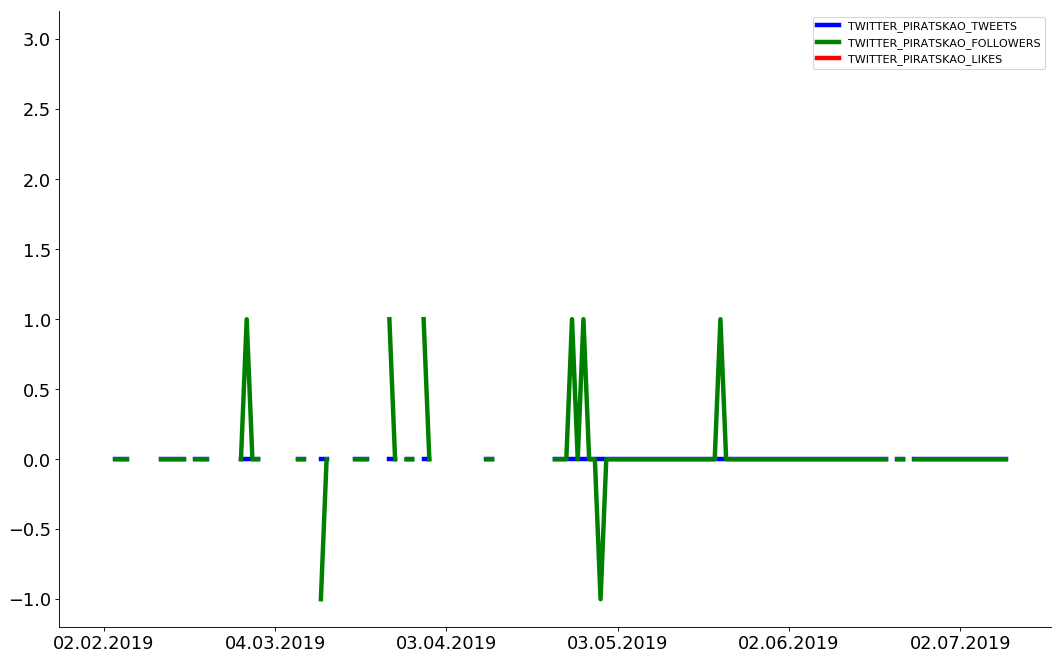 TWITTER_PIRATSKAO_TWEETS
TWITTER_PIRATSKAO_FOLLOWERS
TWITTER_PIRATSKAO_LIKES
3.0
2.5
2.0
1.5
1.0
0.5
0.0
−0.5
−1.0
02.02.2019 04.03.2019 03.04.2019 03.05.2019 02.06.2019 02.07.2019